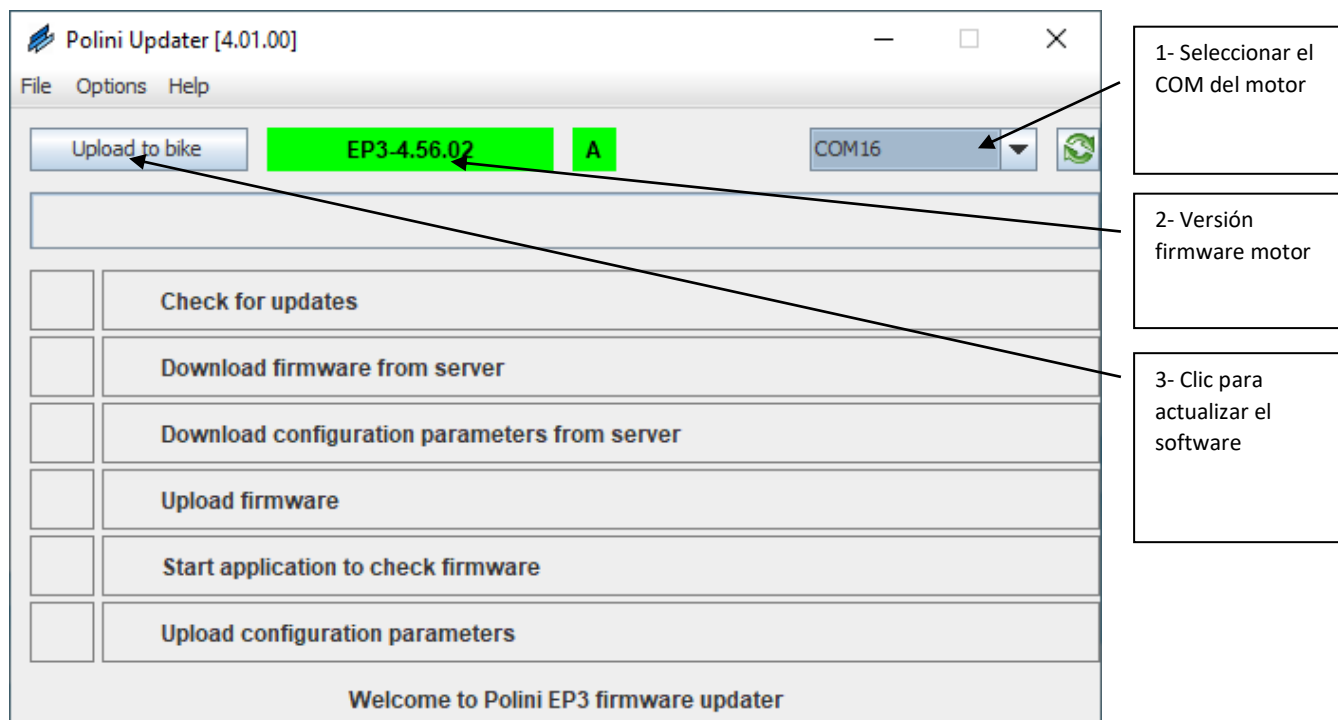 Polini Updater [4.01.00]
File Options Help
Upload to bike
EP3-4.56.02
A
COM16
Check for updates
Download firmware from server
Download configuration parameters from server
Upload firmware
Start application to check firmware
Upload configuration parameters
Welcome to Polini EP3 firmware updater
1- Seleccionar el
COM del motor
2- Versión
firmware motor
3- Clic para
actualizar el
software